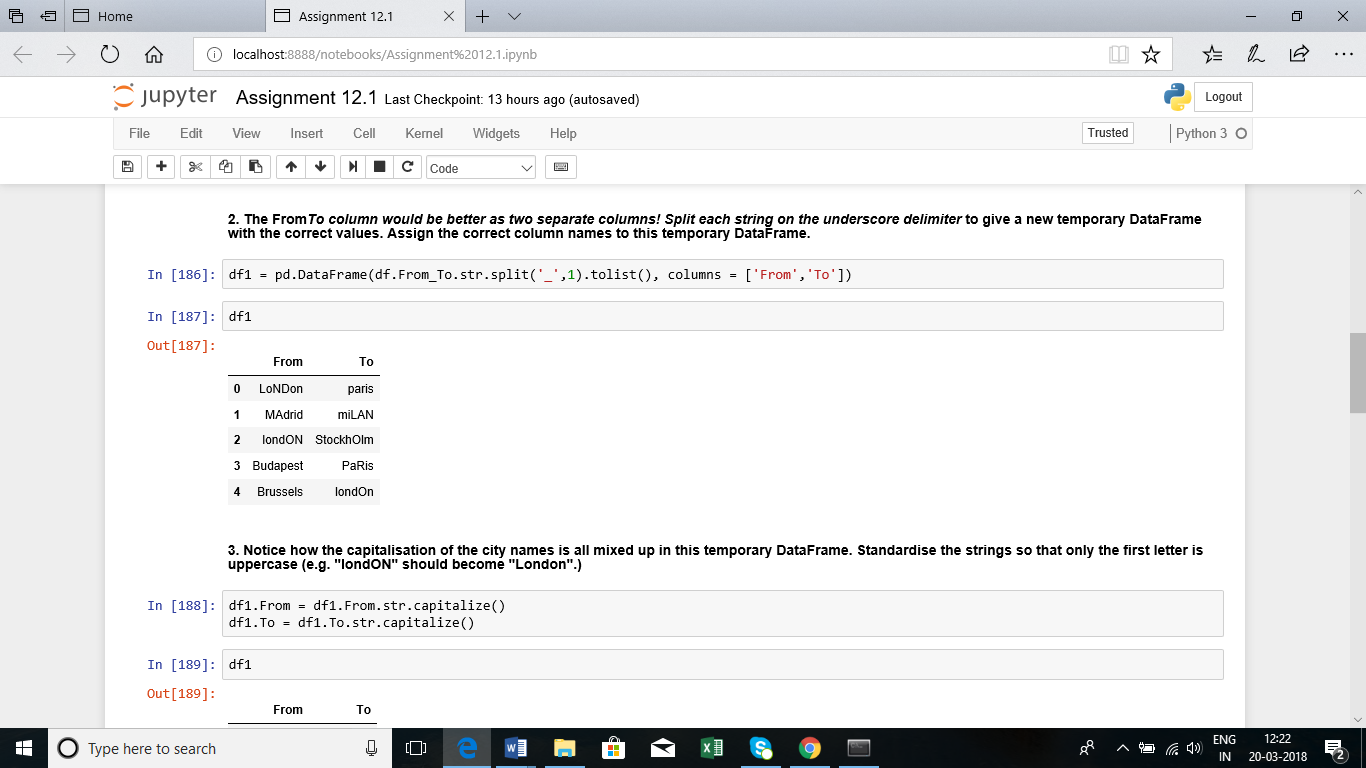 Home
Assignment 12.1
localhost:8888/notebooks/Assignment%2012.1.ipynb
jupyter Assignment 12.1 Last Checkpoint: 13 hours ago (autosaved)
Logout
File Edit View Insert Cell Kernel Widgets Help
Trusted
Python 3
Code
2. The FromTo column would be better as two separate columns! Split each string on the underscore delimiter to give a new temporary DataFrame
with the correct values. Assign the correct column names to this temporary DataFrame.
In [186]: df1 = pd.DataFrame(df.From_To.str.split('_',1).tolist(), columns = ['From','To'])
In [187]: df1
Out[187]:
From To
0 LoNDon paris
1 MAdrid miLAN
2 londON StockhOlm
3 Budapest PaRis
4 Brussels londOn
3. Notice how the capitalisation of the city names is all mixed up in this temporary DataFrame. Standardise the strings so that only the first letter is
uppercase (e.g. "londON" should become "London".)
In [188]: df1.From = df1.From.str.capitalize()
df1.To = df1.To.str.capitalize()
In [189]: df1
Out[189]:
From To
Type here to search
ENG
IN
12:22
20-03-2018
2